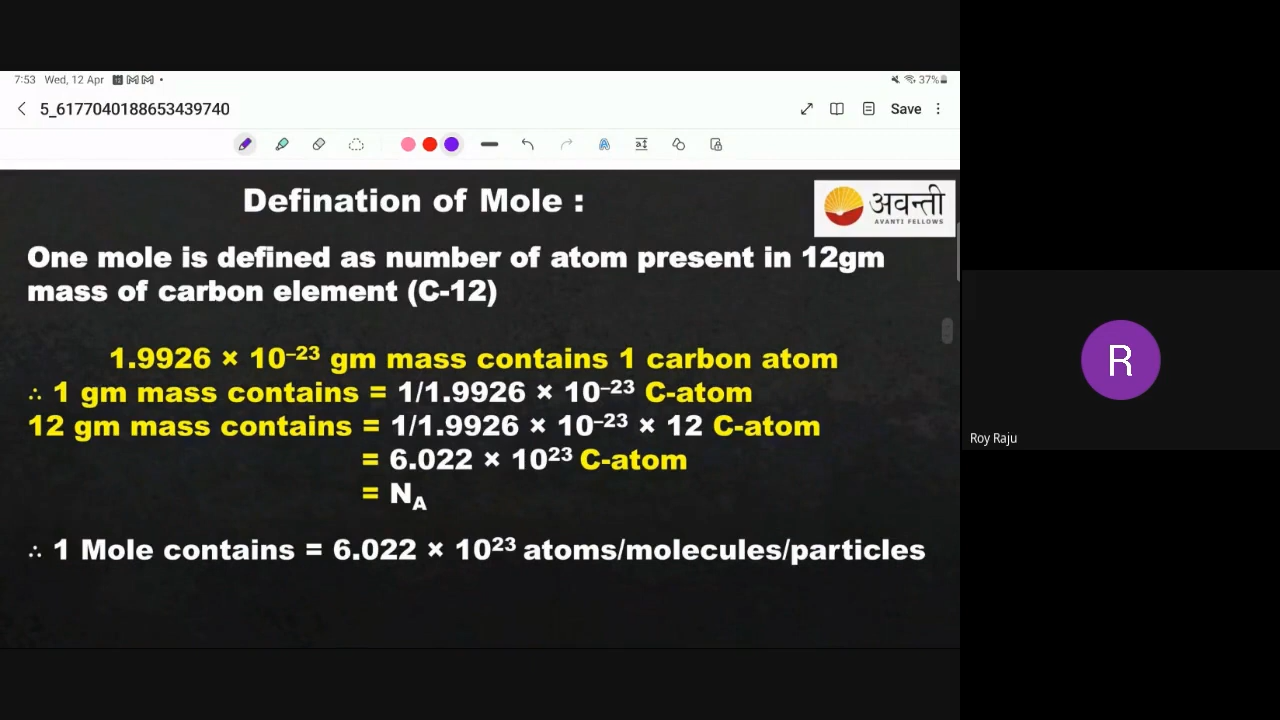 7:53 Wed, 12 Apr
37%
5_6177040188653439740
Save
Defination of Mole :
अवन्ती
AVANTI FELLOWS
One mole is defined as number of atom present in 12gm
mass of carbon element (C-12)
1.9926 × 10⁻²³ gm mass contains 1 carbon atom
∴ 1 gm mass contains = 1/1.9926 × 10⁻²³ C-atom
12 gm mass contains = 1/1.9926 × 10⁻²³ × 12 C-atom
= 6.022 × 10²³ C-atom
= N_A
∴ 1 Mole contains = 6.022 × 10²³ atoms/molecules/particles
R
Roy Raju